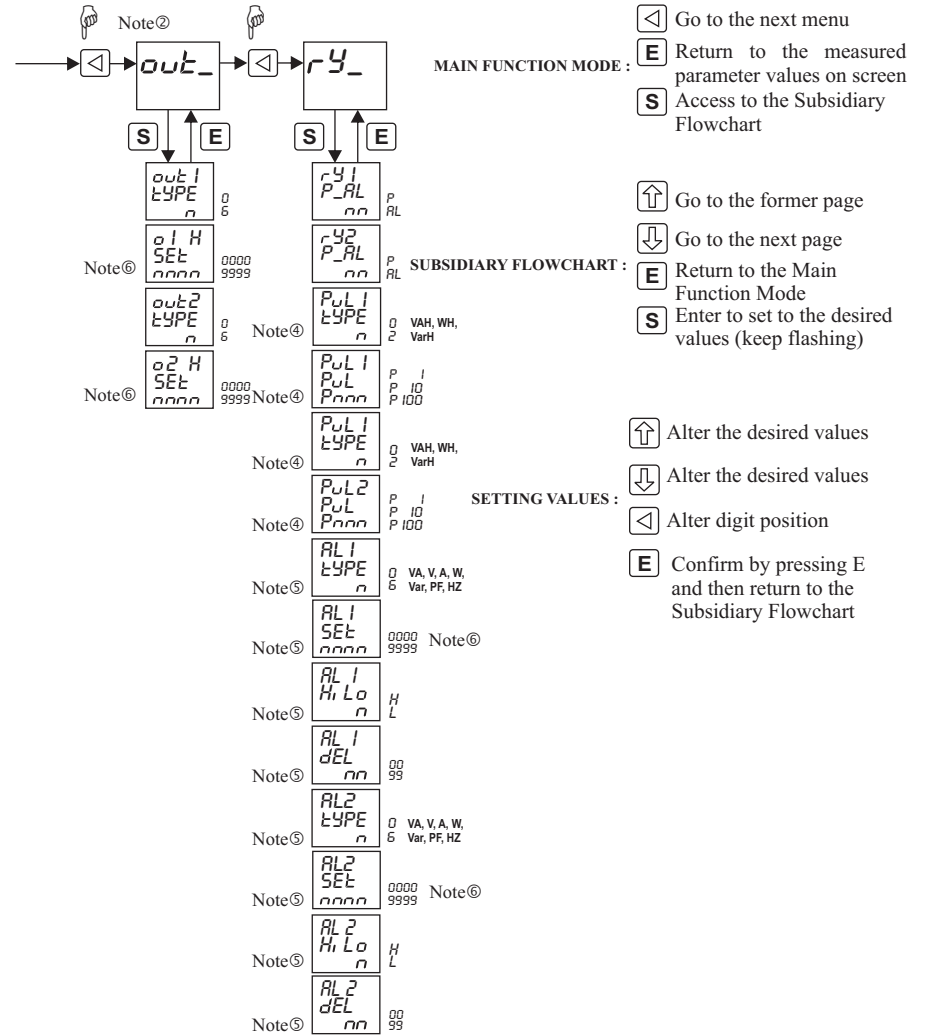 Note②
out_
rY_
S
E
S
E
out1
tYPE
n
0
6
Note⑥
o1 H
SEt
nnnn
0000
9999
out2
tYPE
n
0
6
Note⑥
o2 H
SEt
nnnn
0000
9999
rY1
P_AL
nn
P
AL
rY2
P_AL
nn
P
AL
Note④
PuL1
tYPE
n
0 VAH, WH,
2 VarH
Note④
PuL1
PuL
Pnnn
P 1
P 10
P 100
Note④
PuL1
tYPE
n
0 VAH, WH,
2 VarH
Note④
PuL2
PuL
Pnnn
P 1
P 10
P 100
Note⑤
AL1
tYPE
n
0 VA, V, A, W,
6 Var, PF, HZ
Note⑤
AL1
SEt
nnnn
0000
9999
Note⑥
Note⑤
AL1
Hi Lo
n
H
L
Note⑤
AL1
dEL
nn
00
99
Note⑤
AL2
tYPE
n
0 VA, V, A, W,
6 Var, PF, HZ
Note⑤
AL2
SEt
nnnn
0000
9999
Note⑥
Note⑤
AL2
Hi Lo
n
H
L
Note⑤
AL2
dEL
nn
00
99
MAIN FUNCTION MODE :
Go to the next menu
E Return to the measured
parameter values on screen
S Access to the Subsidiary
Flowchart
SUBSIDIARY FLOWCHART :
Go to the former page
Go to the next page
E Return to the Main
Function Mode
S Enter to set to the desired
values (keep flashing)
SETTING VALUES :
Alter the desired values
Alter the desired values
Alter digit position
E Confirm by pressing E
and then return to the
Subsidiary Flowchart